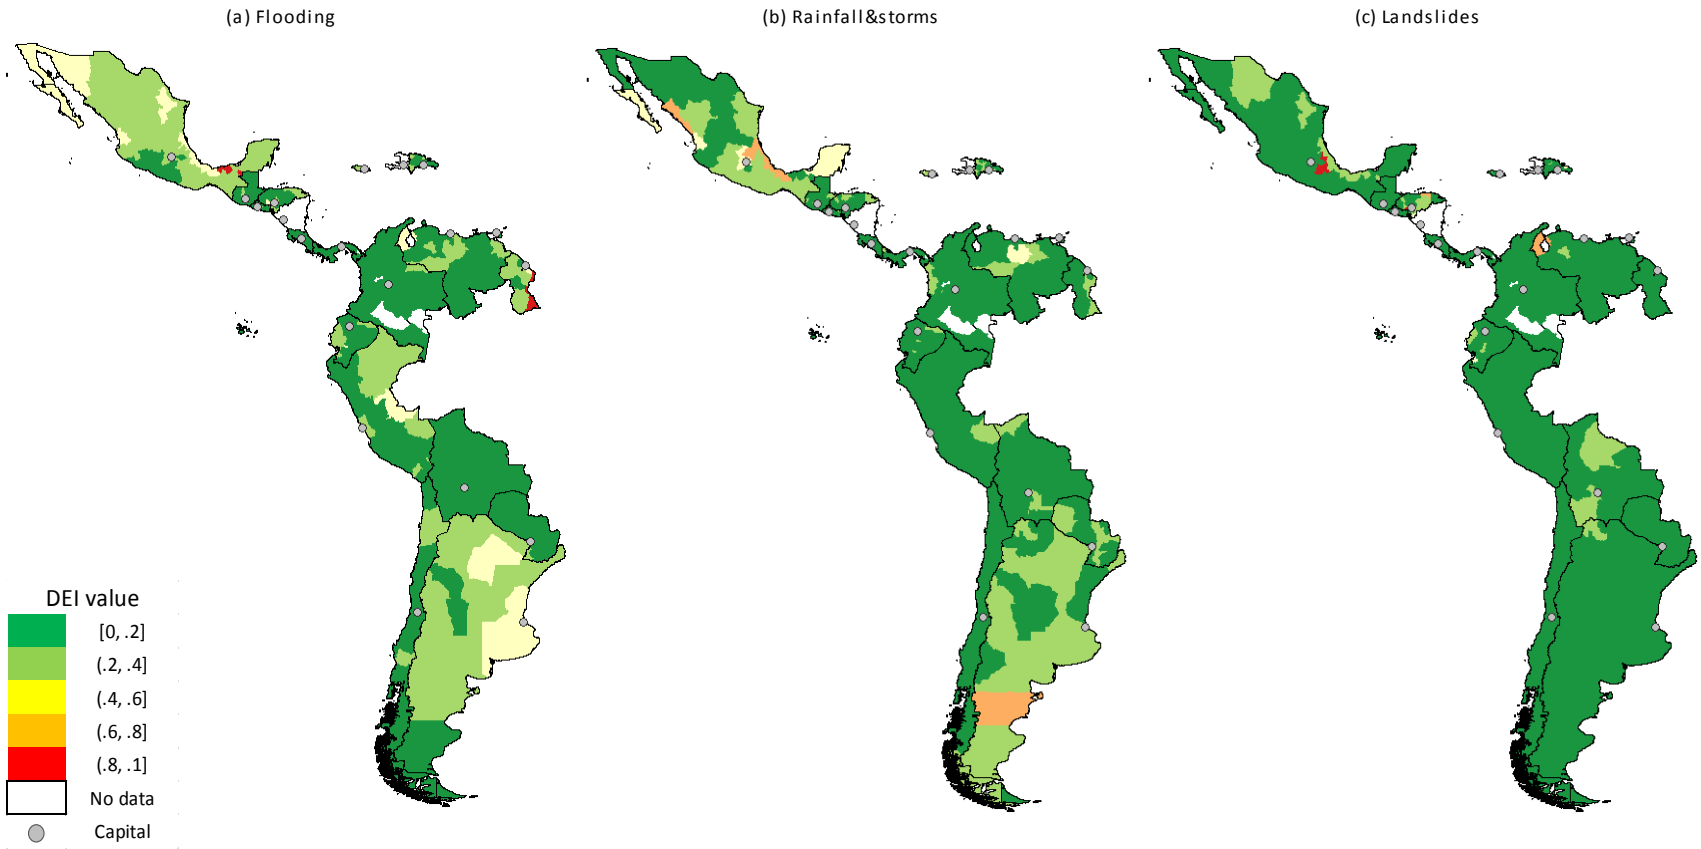 (a) Flooding
(b) Rainfall&storms
(c) Landslides
DEI value
[0, .2]
(.2, .4]
(.4, .6]
(.6, .8]
(.8, .1]
No data
Capital